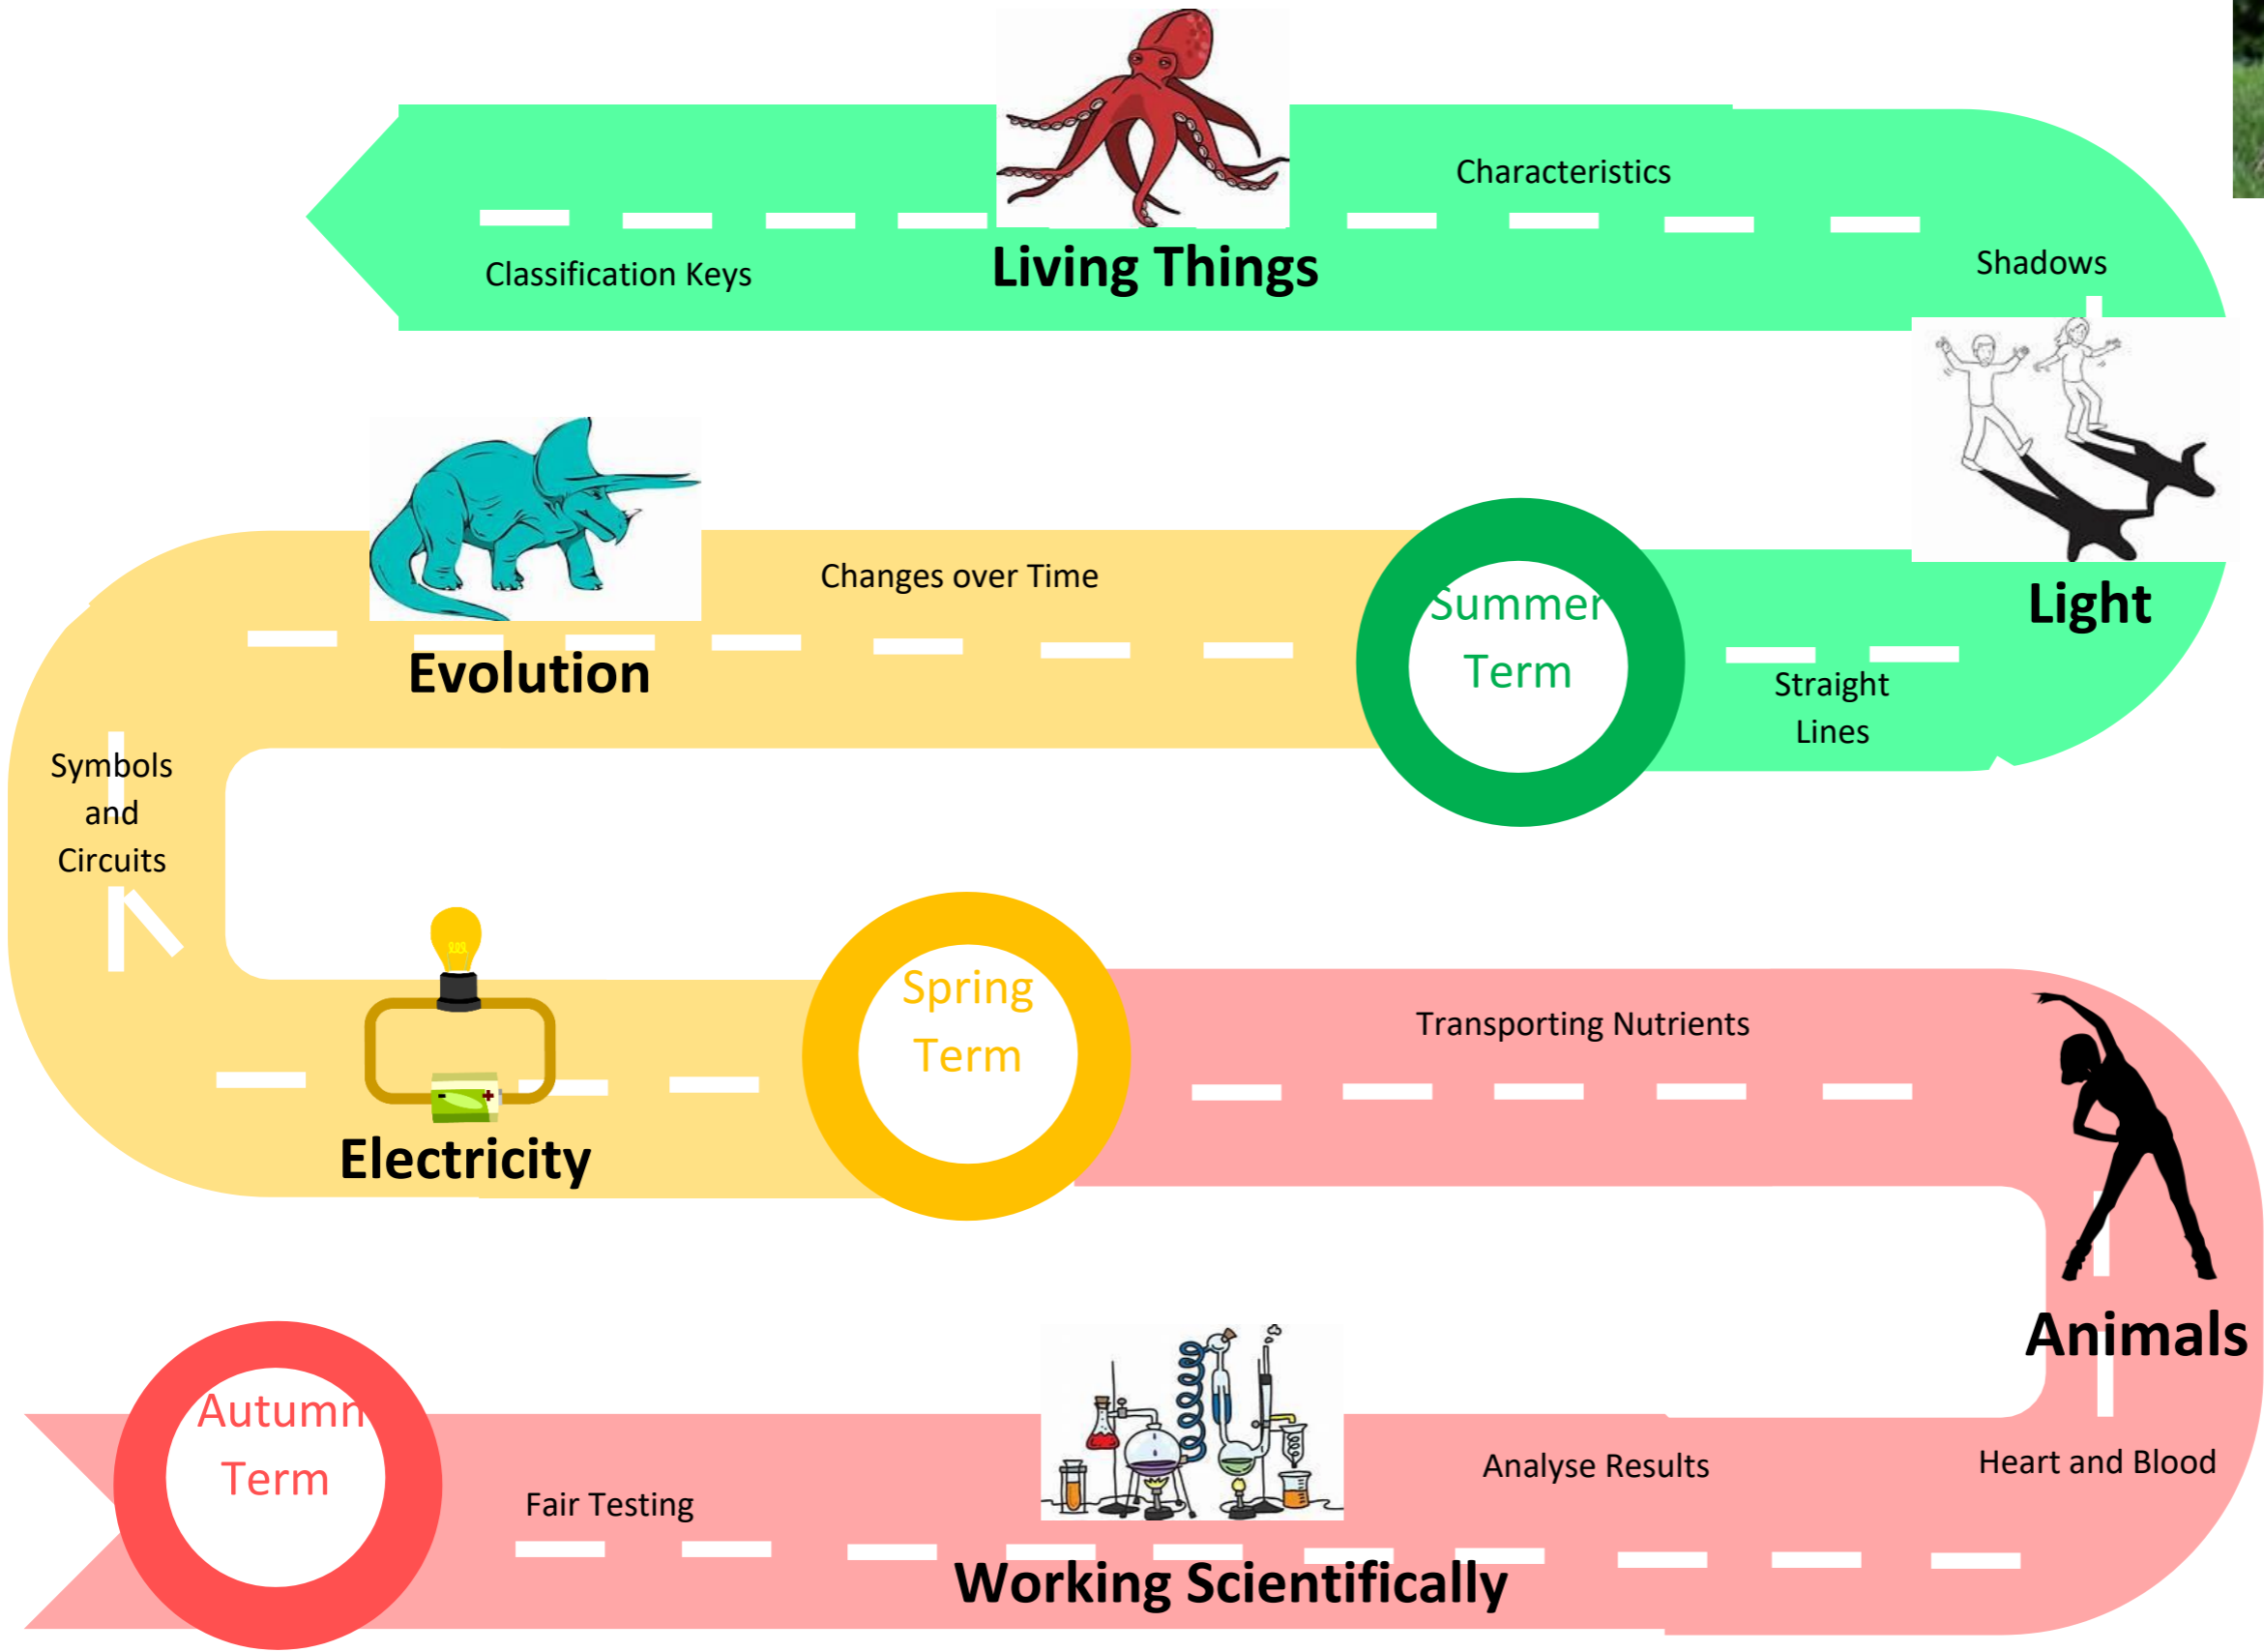 Characteristics
Classification Keys
Living Things
Shadows
Changes over Time
Summer
Term
Light
Evolution
Straight
Lines
Symbols
and
Circuits
Spring
Term
Transporting Nutrients
Electricity
Animals
Autumn
Term
Fair Testing
Analyse Results
Heart and Blood
Working Scientifically